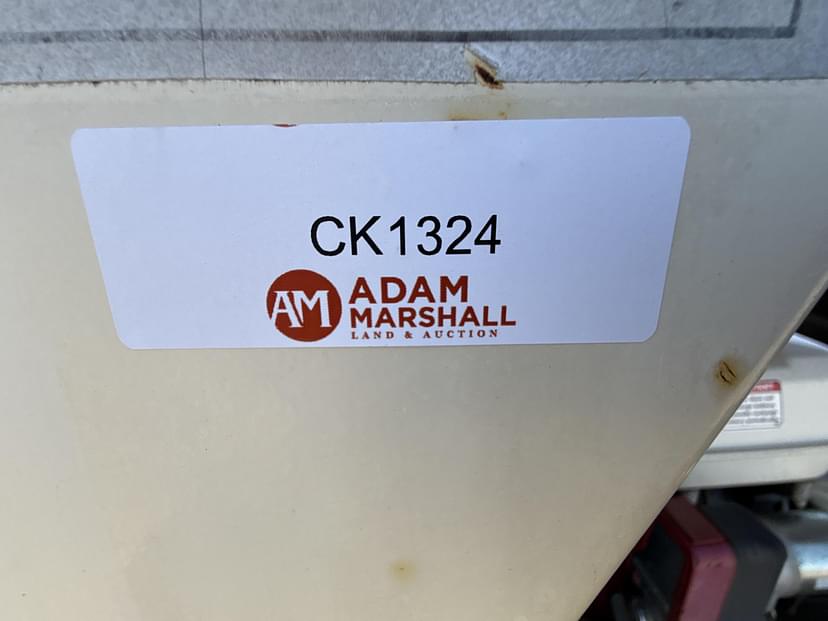 CK1324
AM ADAM
MARSHALL
LAND & AUCTION